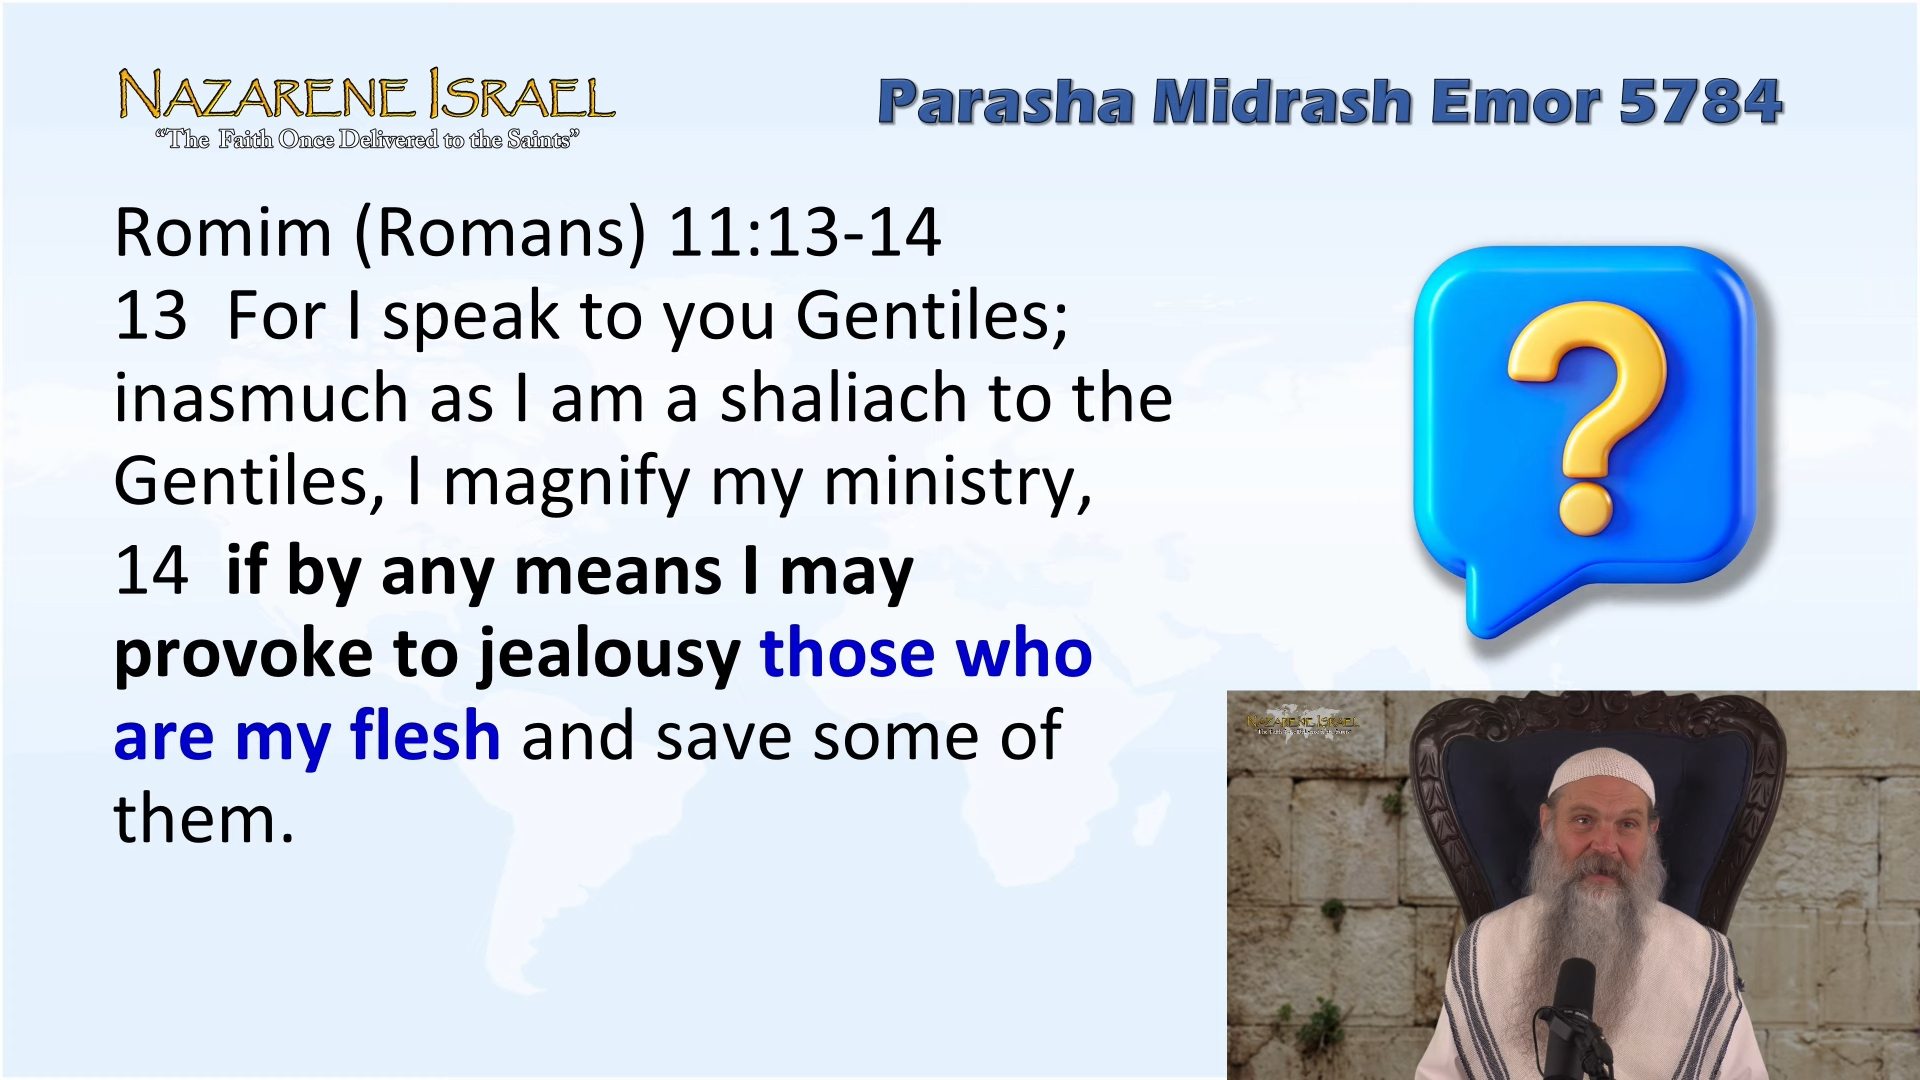 NAZARENE ISRAEL
“The Faith Once Delivered to the Saints”
Parasha Midrash Emor 5784
Romim (Romans) 11:13-14
13 For I speak to you Gentiles;
inasmuch as I am a shaliach to the
Gentiles, I magnify my ministry,
14 if by any means I may
provoke to jealousy those who
are my flesh and save some of
them.
NAZARENE ISRAEL